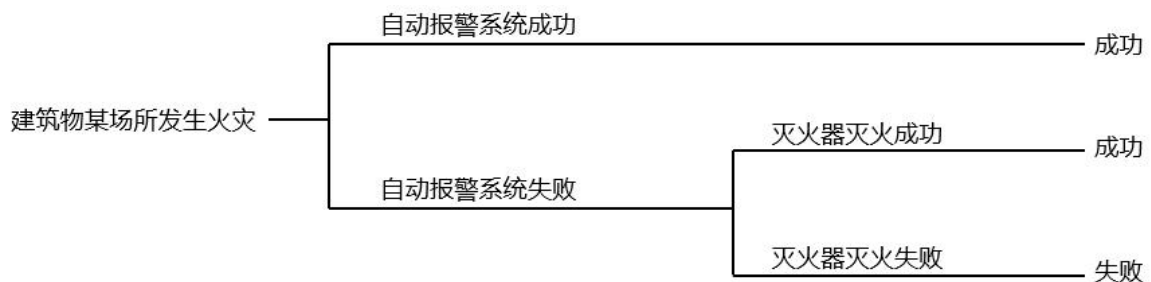 自动报警系统成功
成功
建筑物某场所发生火灾
灭火器灭火成功
成功
自动报警系统失败
灭火器灭火失败
失败